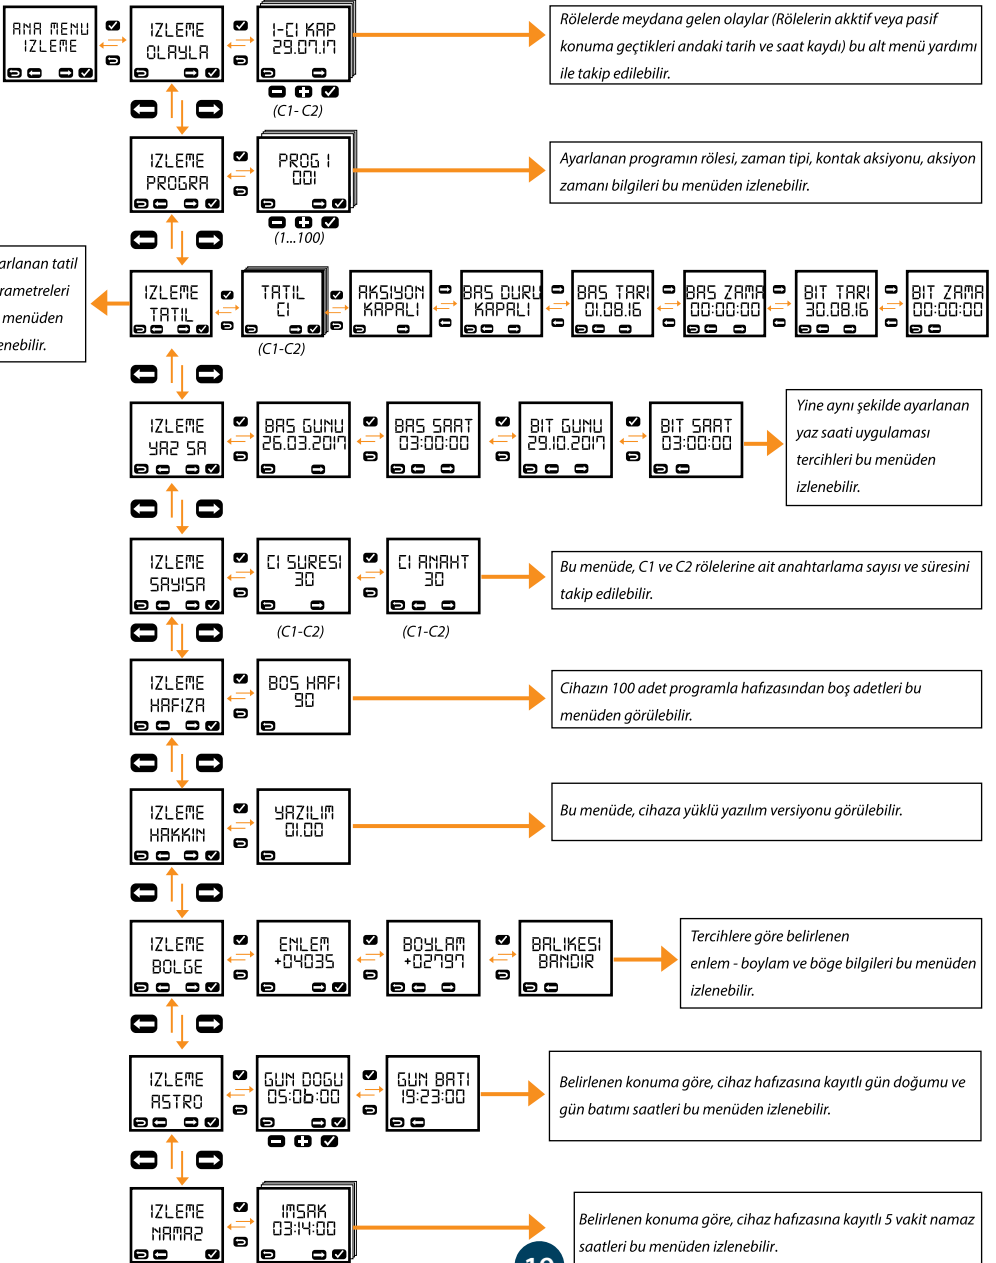 ANA MENU
IZLEME
IZLEME
OLAYLA
1-C1 KAP
29.07.17
(C1- C2)
Rölelerde meydana gelen olaylar (Rölelerin akktif veya pasif
konuma geçtikleri andaki tarih ve saat kaydı) bu alt menü yardımı
ile takip edilebilir.
IZLEME
PROGRA
PROG 1
001
(1...100)
Ayarlanan programın rölesi, zaman tipi, kontak aksiyonu, aksiyon
zamanı bilgileri bu menüden izlenebilir.
arlanan tatil
rametreleri
menüden
enebilir.
IZLEME
TATIL
TATIL
C1
(C1-C2)
AKSIYON
KAPALI
BAS DURU
KAPALI
BAS TARI
01.08.16
BAS ZAMA
00:00:00
BIT TARI
30.08.16
BIT ZAMA
00:00:00
IZLEME
YAZ SA
BAS GUNU
26.03.2017
BAS SAAT
03:00:00
BIT GUNU
29.10.2017
BIT SAAT
03:00:00
Yine aynı şekilde ayarlanan
yaz saati uygulaması
tercihleri bu menüden
izlenebilir.
IZLEME
SAYISA
C1 SURESI
30
(C1-C2)
C1 ANAHT
30
(C1-C2)
Bu menüde, C1 ve C2 rölelerine ait anahtarlama sayısı ve süresini
takip edilebilir.
IZLEME
HAFIZA
BOS HAFI
90
Cihazın 100 adet programla hafızasından boş adetleri bu
menüden görülebilir.
IZLEME
HAKKIN
YAZILIM
01.00
Bu menüde, cihaza yüklü yazılım versiyonu görülebilir.
IZLEME
BOLGE
ENLEM
+04035
BOYLAM
+02797
BALIKESI
BANDIR
Tercihlere göre belirlenen
enlem - boylam ve böge bilgileri bu menüden
izlenebilir.
IZLEME
ASTRO
GUN DOGU
05:06:00
GUN BATI
19:23:00
Belirlenen konuma göre, cihaz hafızasına kayıtlı gün doğumu ve
gün batımı saatleri bu menüden izlenebilir.
IZLEME
NAMAZ
IMSAK
03:14:00
Belirlenen konuma göre, cihaz hafızasına kayıtlı 5 vakit namaz
saatleri bu menüden izlenebilir.